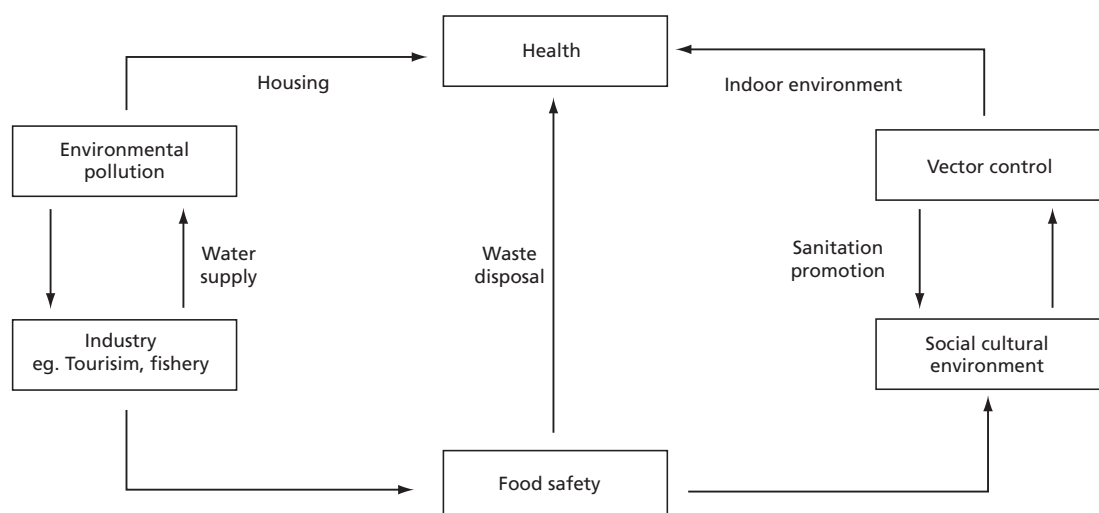 Health
Housing
Indoor environment
Environmental
pollution
Vector control
Water
supply
Waste
disposal
Sanitation
promotion
Industry
eg. Tourisim, fishery
Social cultural
environment
Food safety